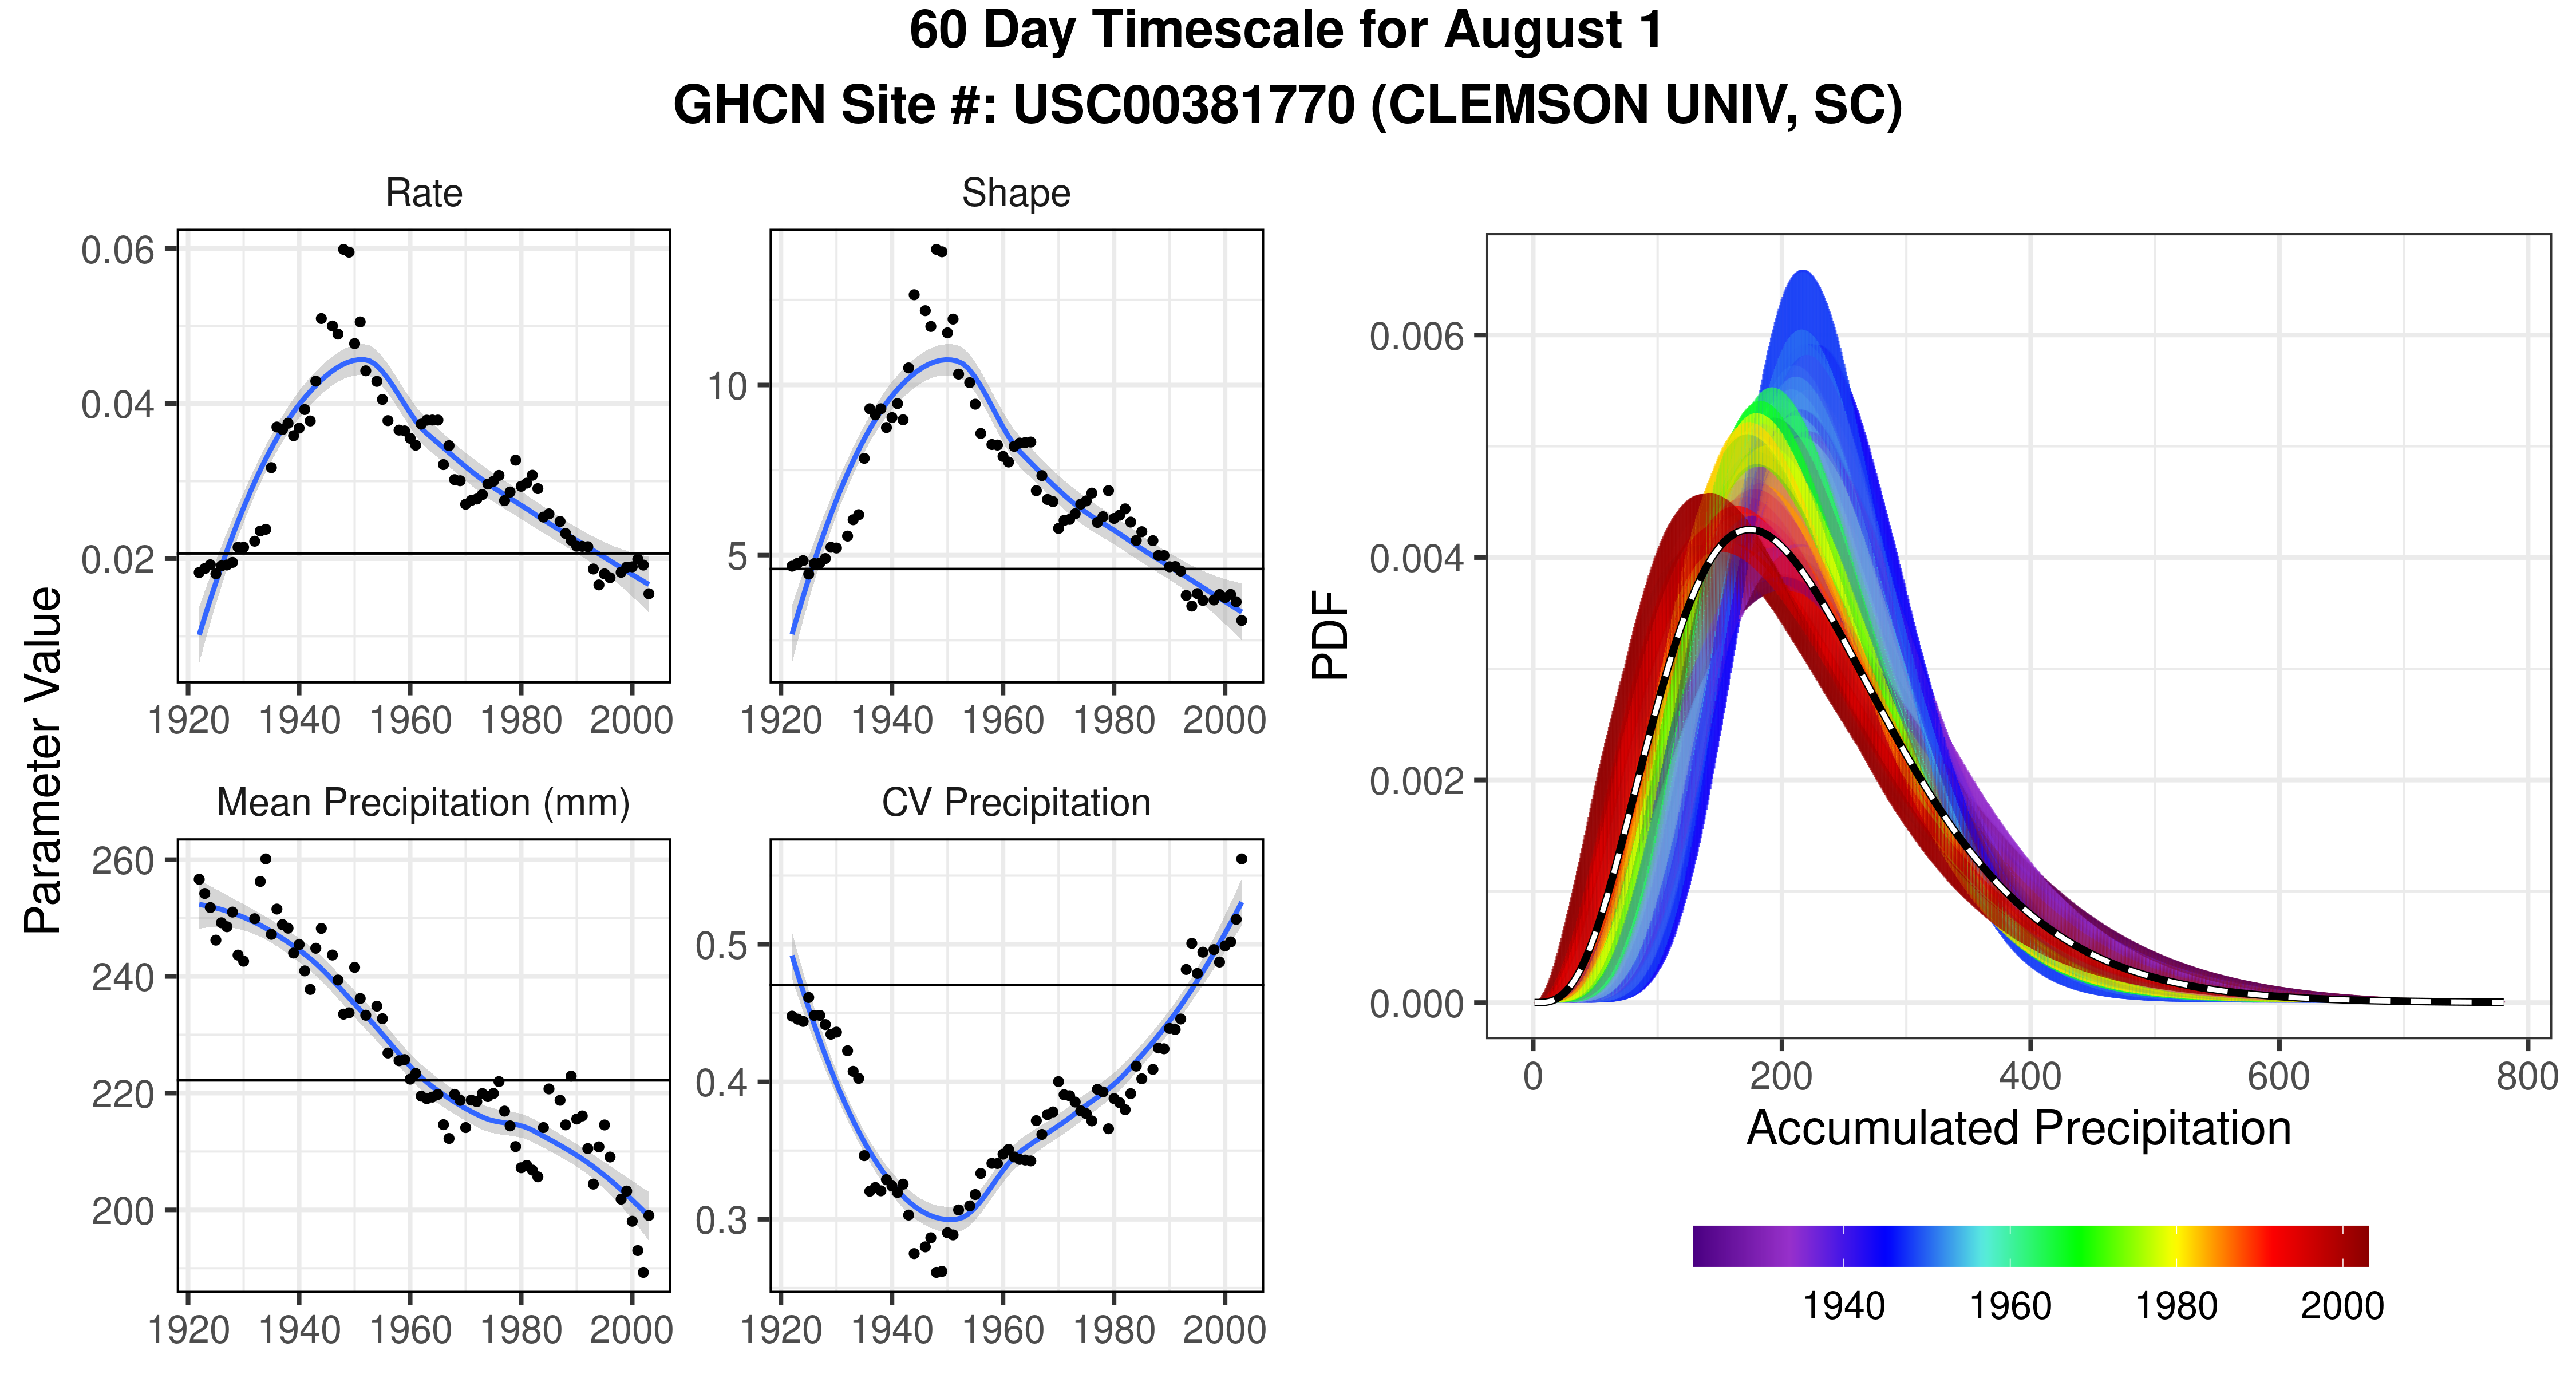 60 Day Timescale for August 1
GHCN Site #: USC00381770 (CLEMSON UNIV, SC)
Parameter Value
Rate
0.06
0.04
0.02
1920 1940 1960 1980 2000
Shape
10
5
1920 1940 1960 1980 2000
Mean Precipitation (mm)
260
240
220
200
1920 1940 1960 1980 2000
CV Precipitation
0.5
0.4
0.3
1920 1940 1960 1980 2000
PDF
0.006
0.004
0.002
0.000
0 200 400 600 800
Accumulated Precipitation
1940 1960 1980 2000